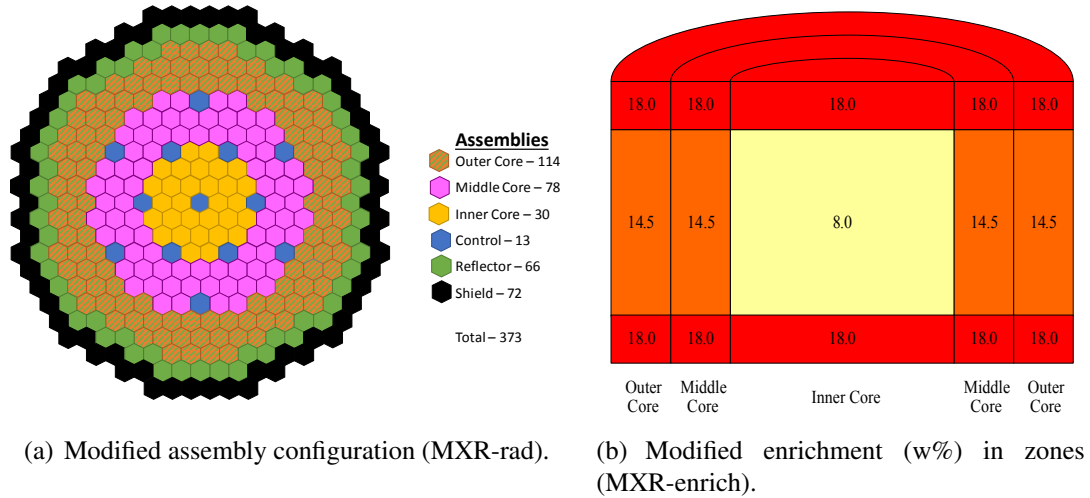 Assemblies
Outer Core – 114
Middle Core – 78
Inner Core – 30
Control – 13
Reflector – 66
Shield – 72
Total – 373
18.0 18.0 18.0 18.0 18.0
14.5 14.5 8.0 14.5 14.5
18.0 18.0 18.0 18.0 18.0
Outer Core
Middle Core
Inner Core
Middle Core
Outer Core
(a) Modified assembly configuration (MXR-rad).
(b) Modified enrichment (w%) in zones
(MXR-enrich).